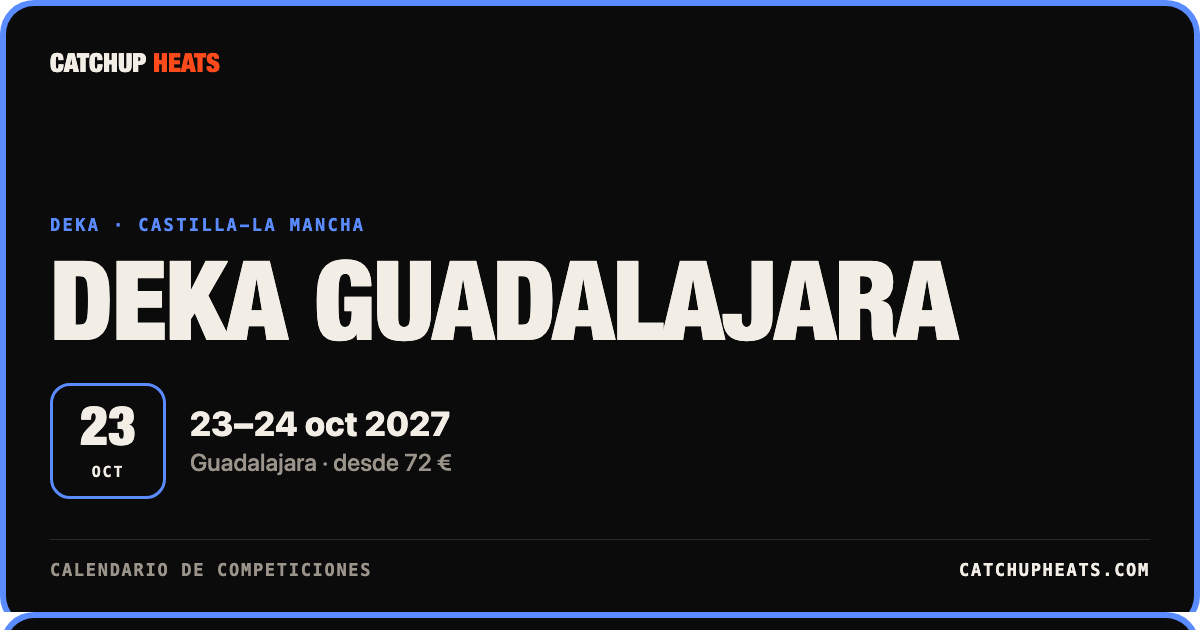 CATCHUP HEATS
DEKA · CASTILLA–LA MANCHA
DEKA GUADALAJARA
23
OCT
23–24 oct 2027
Guadalajara · desde 72 €
CALENDARIO DE COMPETICIONES
CATCHUPHEATS.COM